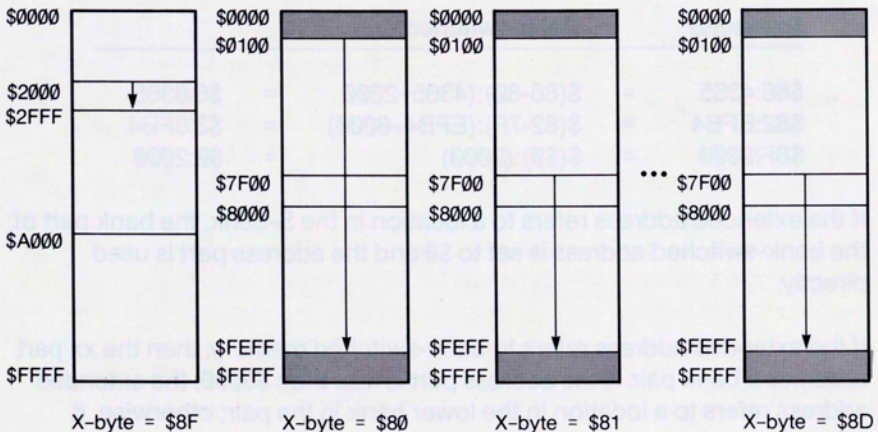 $0000
$2000
$2FFF
$A000
$FFFF
X-byte = $8F
$0000
$0100
$7F00
$8000
$FEFF
$FFFF
X-byte = $80
$0000
$0100
$7F00
$8000
$FEFF
$FFFF
X-byte = $81
•••
$0000
$0100
$7F00
$8000
$FEFF
$FFFF
X-byte = $8D